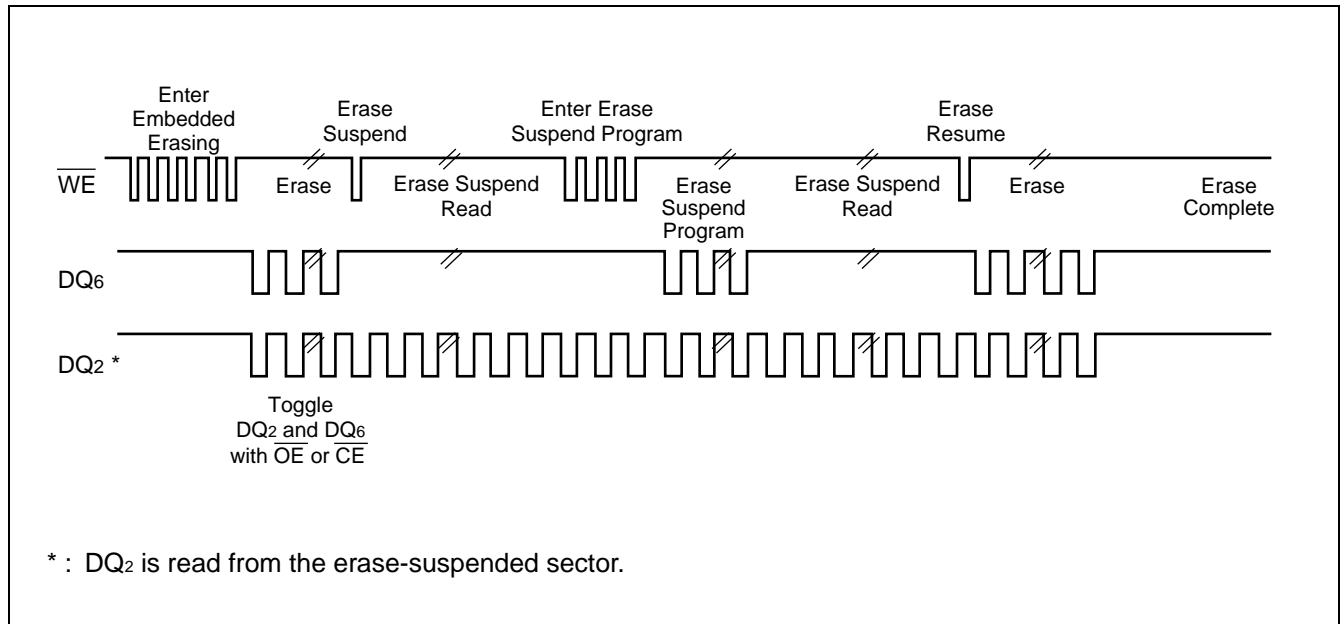 Enter
Embedded
Erasing
Erase
Suspend
Enter Erase
Suspend Program
Erase
Resume
WE
Erase
Erase Suspend
Read
Erase
Suspend
Program
Erase Suspend
Read
Erase
Erase
Complete
DQ6
DQ2 *
Toggle
DQ2 and DQ6
with OE or CE
* : DQ2 is read from the erase-suspended sector.